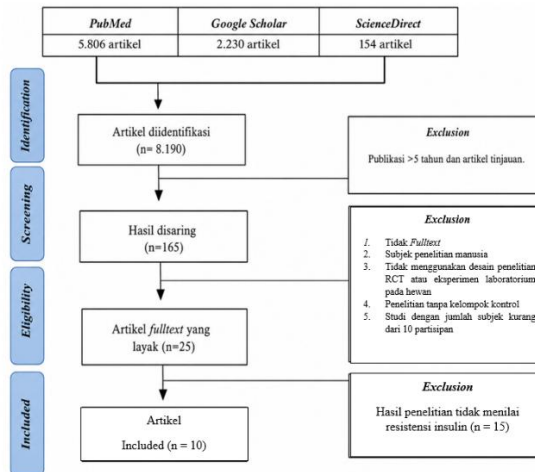 PubMed
Google Scholar
ScienceDirect
5.806 artikel
2.230 artikel
154 artikel
Identification
Artikel diidentifikasi
(n= 8.190)
Exclusion
Publikasi >5 tahun dan artikel tinjauan.
Screening
Hasil disaring
(n=165)
Exclusion
1. Tidak Fulltext
2. Subjek penelitian manusia
3. Tidak menggunakan desain penelitian
RCT atau eksperimen laboratorium
pada hewan
4. Penelitian tanpa kelompok kontrol
5. Studi dengan jumlah subjek kurang
dari 10 partisipan
Eligibility
Artikel fulltext yang
layak (n=25)
Exclusion
Hasil penelitian tidak menilai
resistensi insulin (n = 15)
Included
Artikel
Included (n = 10)